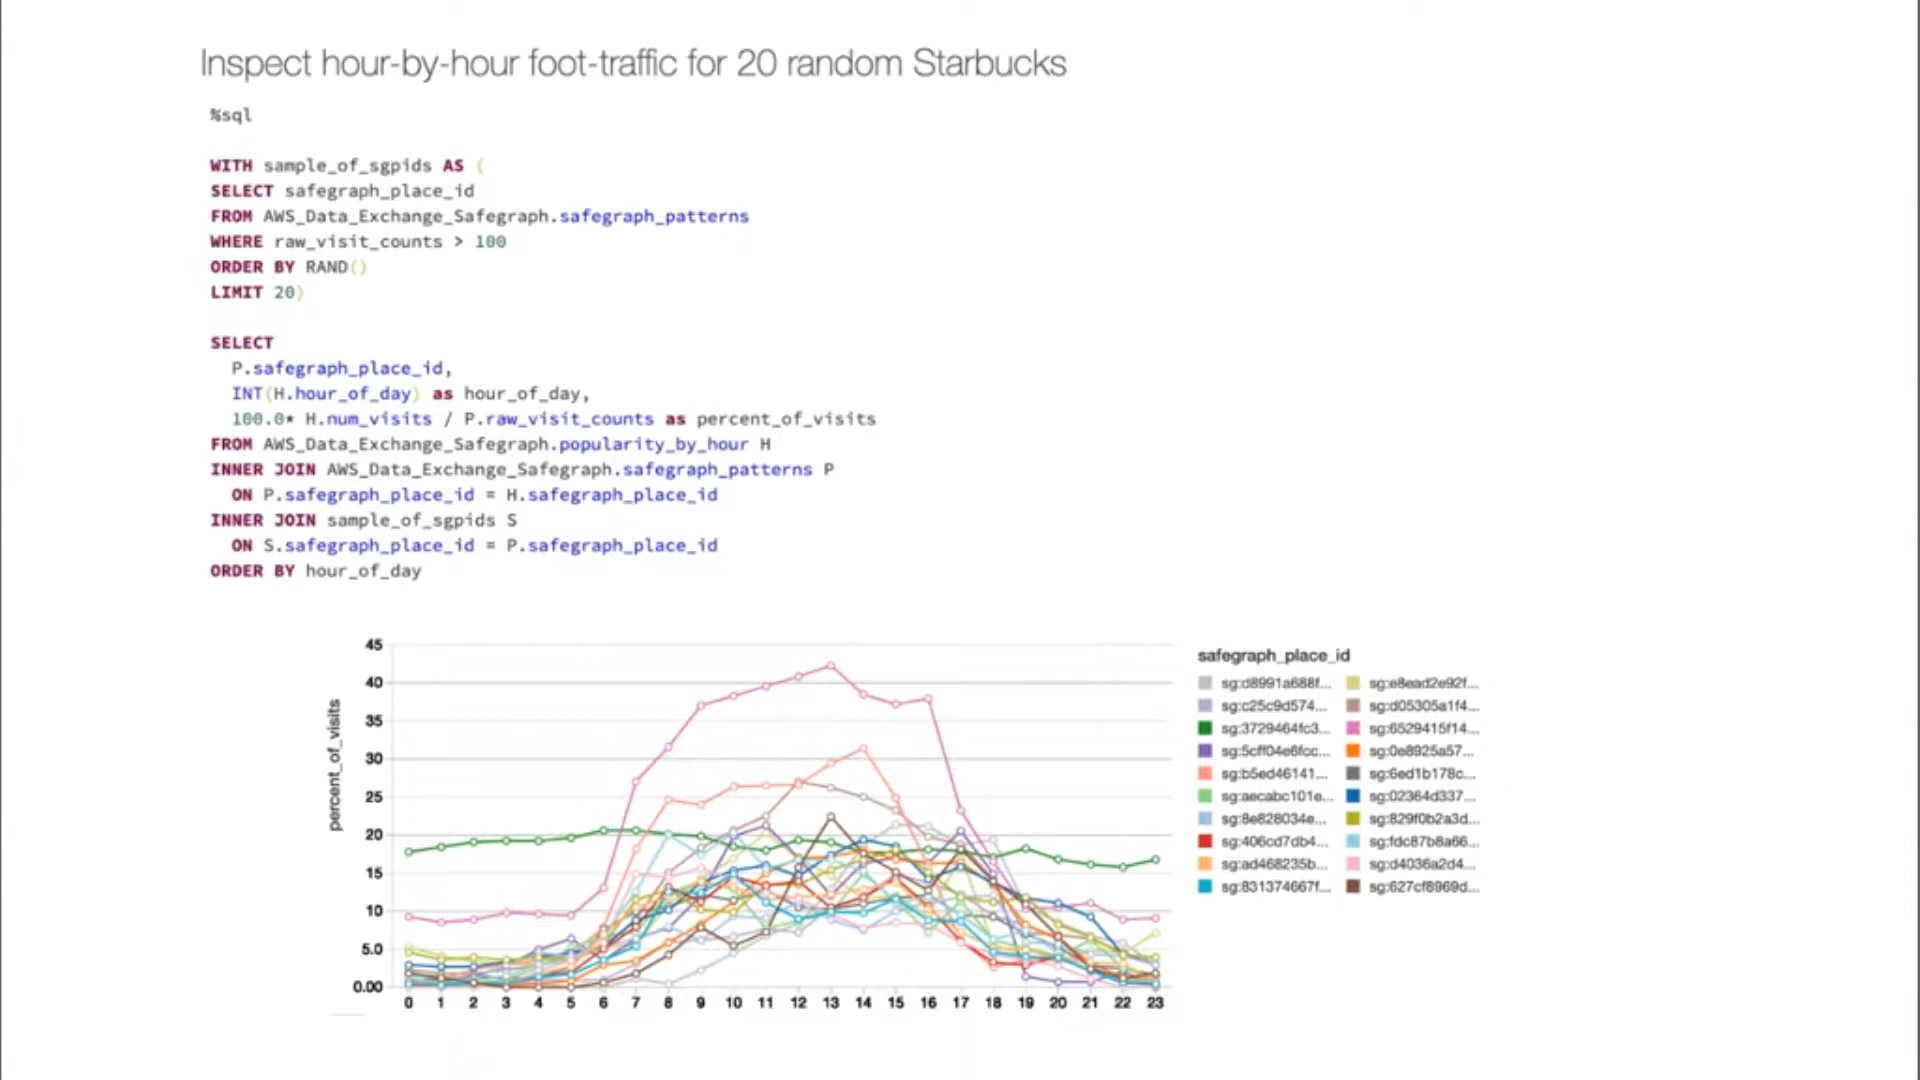 Inspect hour-by-hour foot-traffic for 20 random Starbucks
%sql
WITH sample_of_sgpids AS (
SELECT safegraph_place_id
FROM AWS_Data_Exchange_Safegraph.safegraph_patterns
WHERE raw_visit_counts > 100
ORDER BY RAND()
LIMIT 20)
SELECT
P.safegraph_place_id,
INT(H.hour_of_day) as hour_of_day,
100.0* H.num_visits / P.raw_visit_counts as percent_of_visits
FROM AWS_Data_Exchange_Safegraph.popularity_by_hour H
INNER JOIN AWS_Data_Exchange_Safegraph.safegraph_patterns P
ON P.safegraph_place_id = H.safegraph_place_id
INNER JOIN sample_of_sgpids S
ON S.safegraph_place_id = P.safegraph_place_id
ORDER BY hour_of_day
percent_of_visits
45
40
35
30
25
20
15
10
5.0
0.00
0 1 2 3 4 5 6 7 8 9 10 11 12 13 14 15 16 17 18 19 20 21 22 23
safegraph_place_id
sg:d8991a688f... sg:e8ead2e92f...
sg:c25c9d574... sg:d05305a1f4...
sg:3729464fc3... sg:6529415f14...
sg:5cff04e6fcc... sg:0e8925a57...
sg:b5ed46141... sg:6ed1b178c...
sg:aecabc101e... sg:02364d337...
sg:8e828034e... sg:829f0b2a3d...
sg:406cd7db4... sg:fdc87b8a66...
sg:ad468235b... sg:d4036a2d4...
sg:831374667f... sg:627cf8969d...